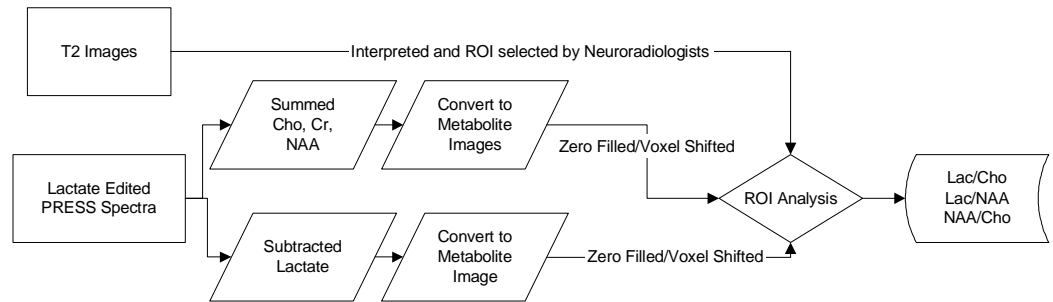 T2 Images
Interpreted and ROI selected by Neuroradiologists
Summed
Cho, Cr,
NAA
Convert to
Metabolite
Images
Zero Filled/Voxel Shifted
Lactate Edited
PRESS Spectra
ROI Analysis
Lac/Cho
Lac/NAA
NAA/Cho
Subtracted
Lactate
Convert to
Metabolite
Image
Zero Filled/Voxel Shifted